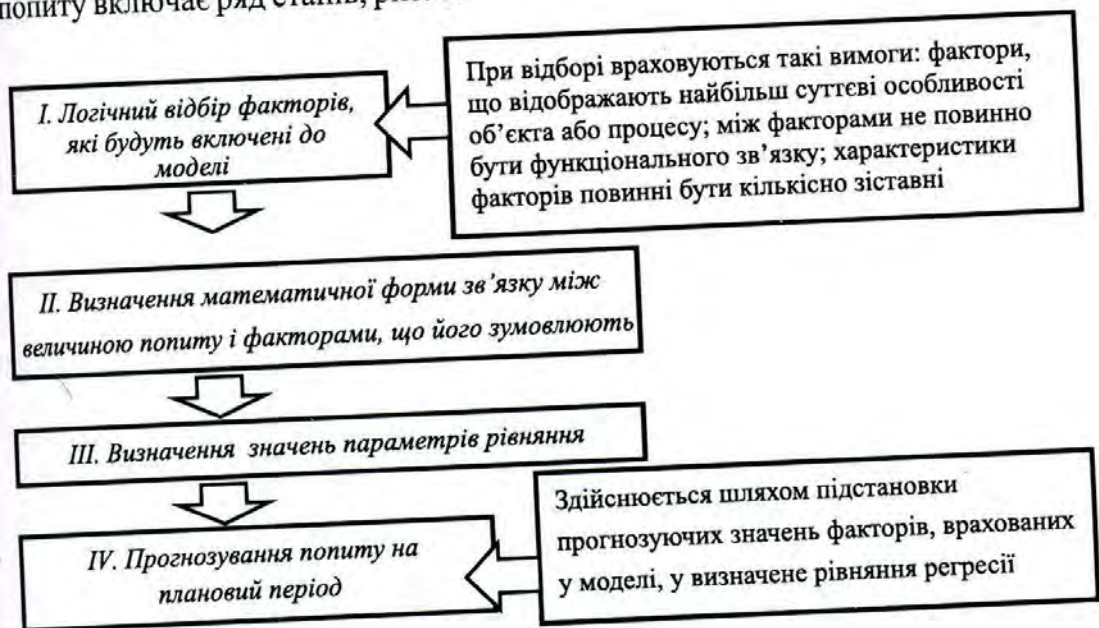 попиту включає ряд етапів,
І. Логічний відбір факторів,
які будуть включені до
моделі
При відборі враховуються такі вимоги: фактори,
що відображають найбільш суттєві особливості
об’єкта або процесу; між факторами не повинно
бути функціонального зв’язку; характеристики
факторів повинні бути кількісно зіставні
ІІ. Визначення математичної форми зв’язку між
величиною попиту і факторами, що його зумовлюють
ІІІ. Визначення значень параметрів рівняння
IV. Прогнозування попиту на
плановий період
Здійснюється шляхом підстановки
прогнозуючих значень факторів, врахованих
у моделі, у визначене рівняння регресії